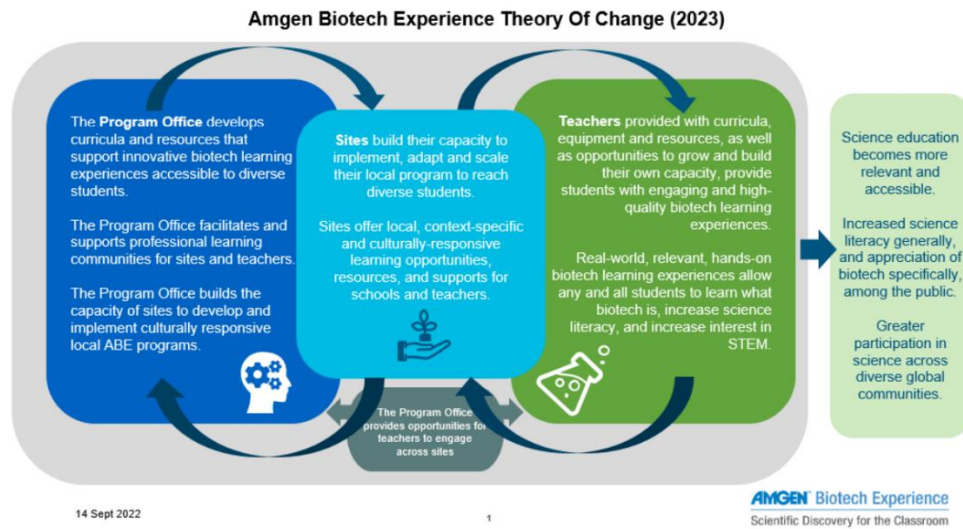 Amgen Biotech Experience Theory Of Change (2023)
The Program Office develops
curricula and resources that
support innovative biotech learning
experiences accessible to diverse
students.
The Program Office facilitates and
supports professional learning
communities for sites and teachers.
The Program Office builds the
capacity of sites to develop and
implement culturally responsive
local ABE programs.
Sites build their capacity to
implement, adapt and scale
their local program to reach
diverse students.
Sites offer local, context-specific
and culturally-responsive
learning opportunities,
resources, and supports for
schools and teachers.
Teachers provided with curricula,
equipment and resources, as well
as opportunities to grow and build
their own capacity, provide
students with engaging and high-
quality biotech learning
experiences.
Real-world, relevant, hands-on
biotech learning experiences allow
any and all students to learn what
biotech is, increase science
literacy, and increase interest in
STEM.
The Program Office
provides opportunities for
teachers to engage
across sites
Science education
becomes more
relevant and
accessible.
Increased science
literacy generally,
and appreciation of
biotech specifically,
among the public.
Greater
participation in
science across
diverse global
communities.
14 Sept 2022
1
AMGEN Biotech Experience
Scientific Discovery for the Classroom